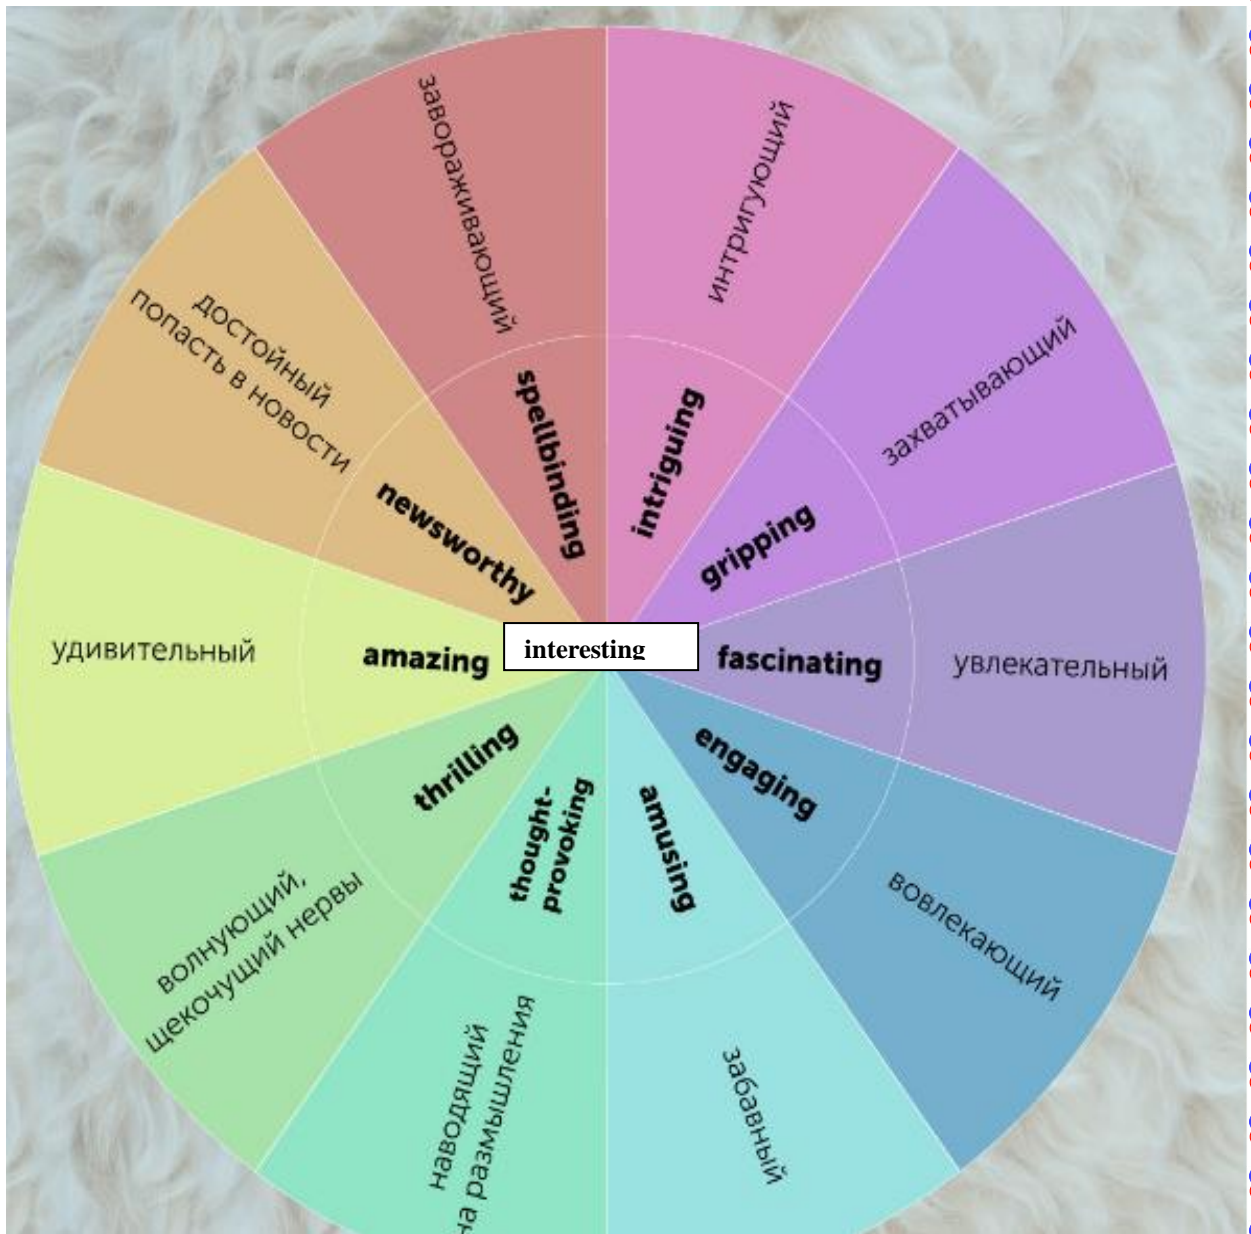 завораживающий
интригующий
достойный
попасть в новости
захватывающий
spellbinding
intriguing
newsworthy
gripping
interesting
удивительный
amazing
fascinating
увлекательный
thrilling
engaging
волнующий,
щекочущий нервы
thought-
provoking
amusing
вовлекающий
наводящий
на размышления
забавный